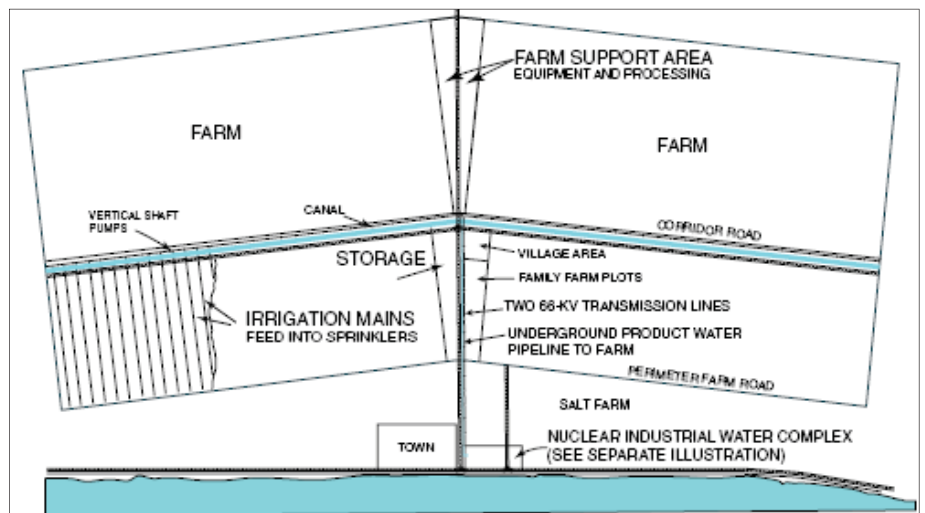 FARM SUPPORT AREA
EQUIPMENT AND PROCESSING
FARM
FARM
VERTICAL SHAFT
PUMPS
CANAL
CORRIDOR ROAD
STORAGE
VILLAGE AREA
FAMILY FARM PLOTS
TWO 66-KV TRANSMISSION LINES
IRRIGATION MAINS
FEED INTO SPRINKLERS
UNDERGROUND PRODUCT WATER
PIPELINE TO FARM
PERIMETER FARM ROAD
SALT FARM
TOWN
NUCLEAR INDUSTRIAL WATER COMPLEX
(SEE SEPARATE ILLUSTRATION)